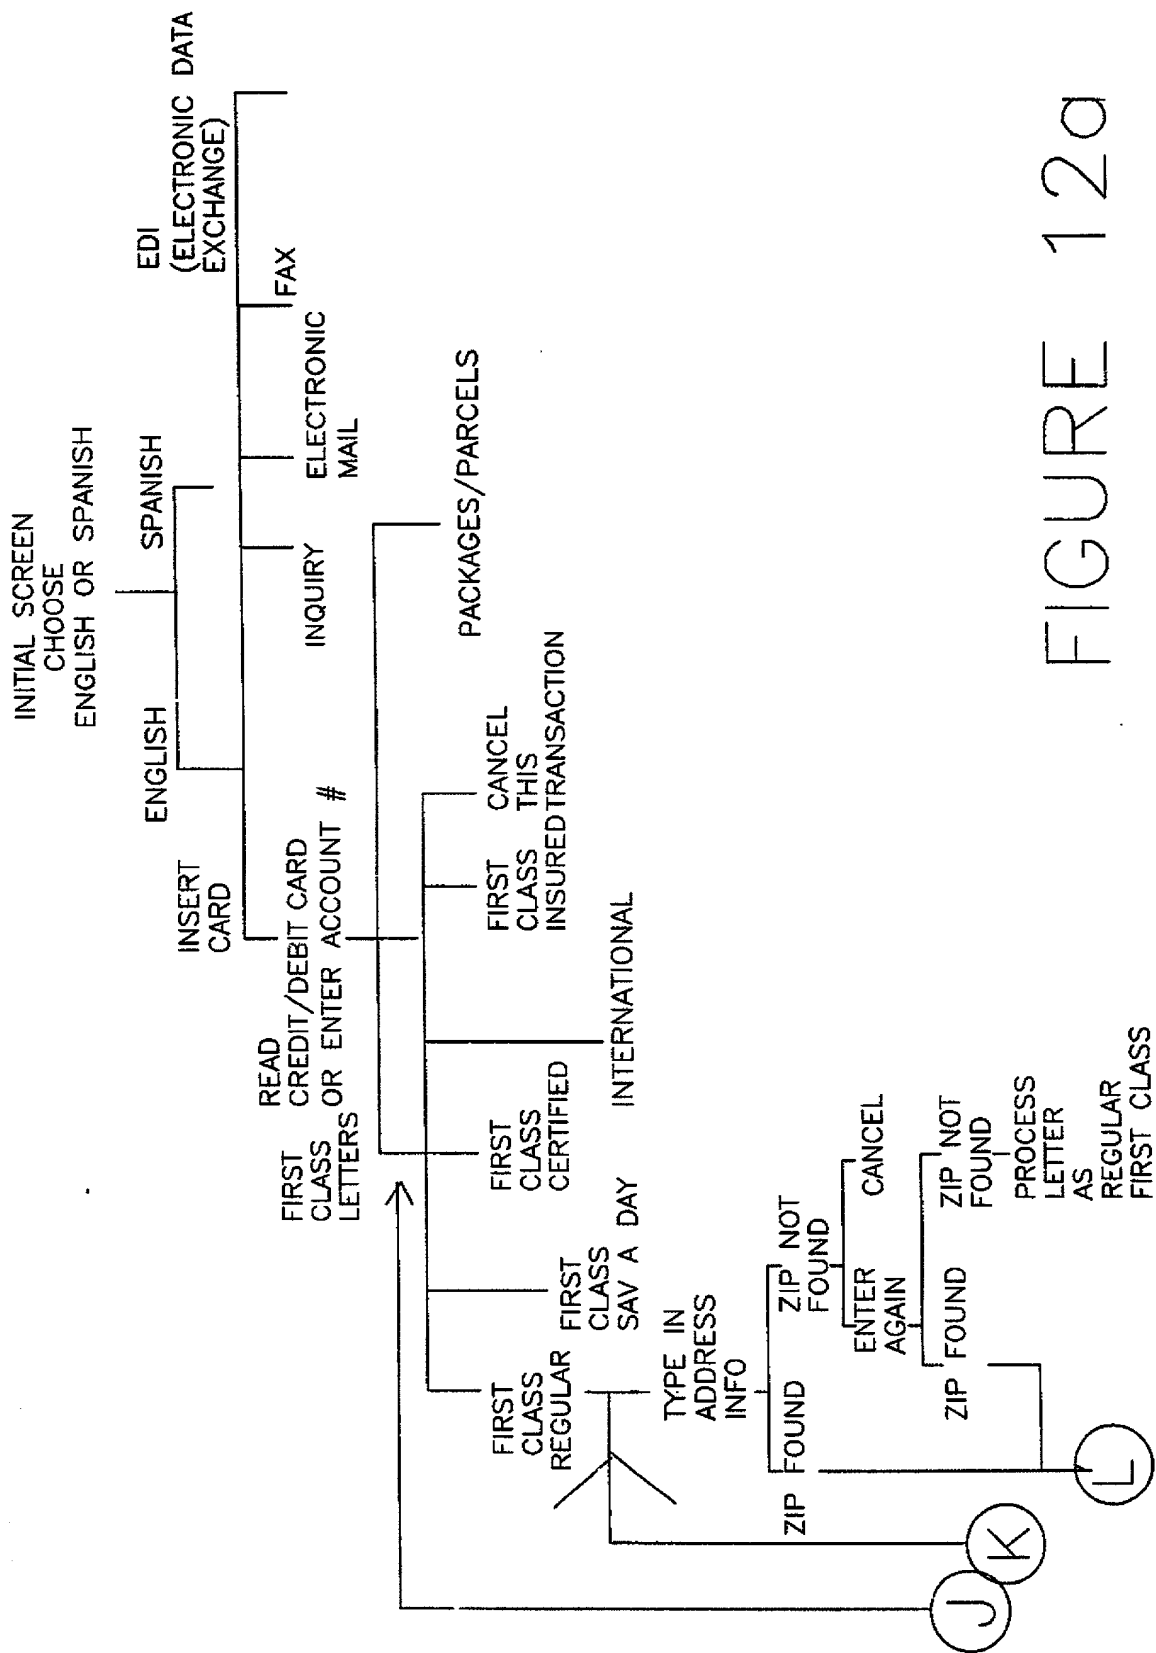 INITIAL SCREEN
CHOOSE
ENGLISH OR SPANISH
ENGLISH
SPANISH
INSERT
CARD
EDI
(ELECTRONIC DATA
EXCHANGE)
READ
CREDIT/DEBIT CARD
OR ENTER ACCOUNT #
INQUIRY
ELECTRONIC
MAIL
FAX
FIRST
CLASS
LETTERS
PACKAGES/PARCELS
FIRST
CLASS
REGULAR
FIRST
CLASS
SAV A DAY
FIRST
CLASS
CERTIFIED
INTERNATIONAL
FIRST
CLASS
INSURED
CANCEL
THIS
TRANSACTION
TYPE IN
ADDRESS
INFO
ZIP FOUND
ZIP NOT
FOUND
ENTER
AGAIN
CANCEL
ZIP FOUND
ZIP NOT
FOUND
PROCESS
LETTER
AS
REGULAR
FIRST CLASS
J
K
L
FIGURE 12a